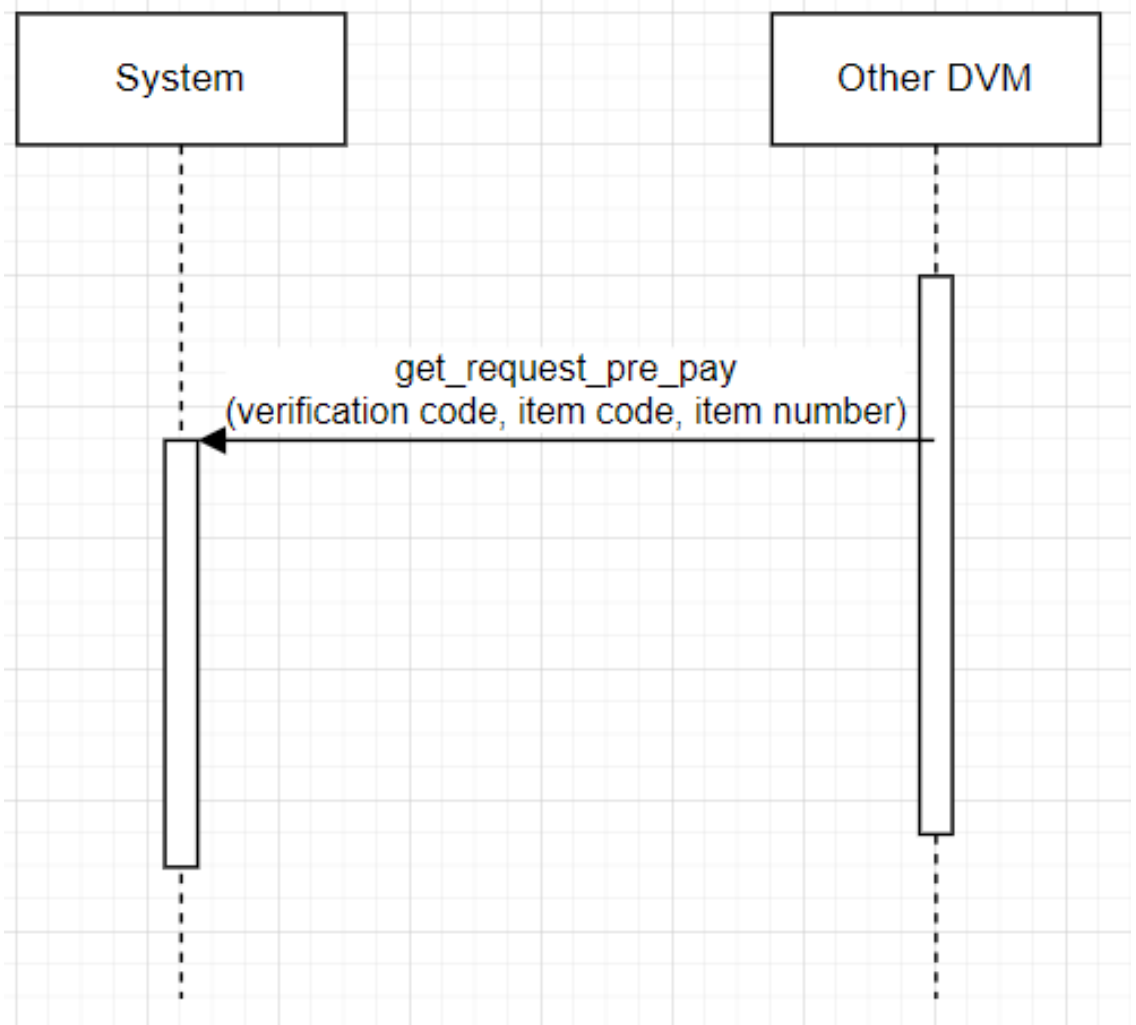 System
Other DVM
get_request_pre_pay
(verification code, item code, item number)